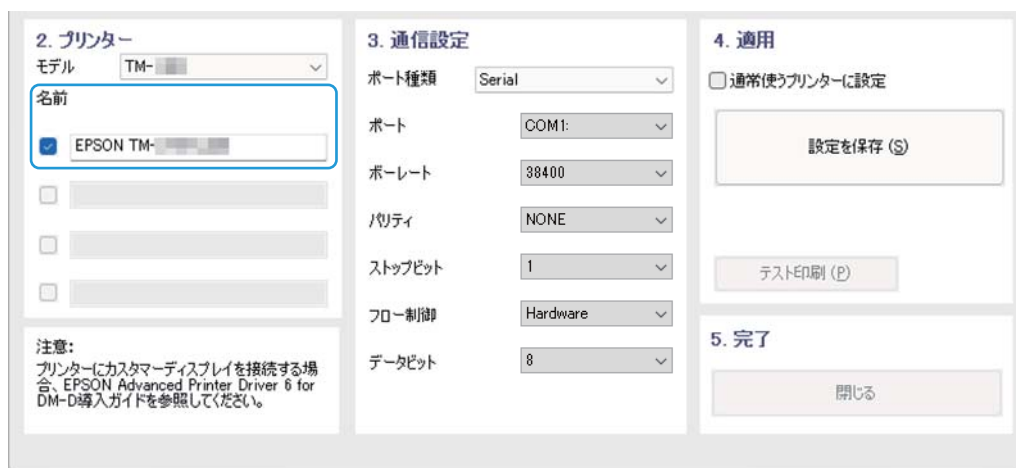 2. プリンター
モデル TM-
名前
EPSON TM-
注意:
プリンターにカスタマーディスプレイを接続する場
合、EPSON Advanced Printer Driver 6 for
DM-D導入ガイドを参照してください。
3. 通信設定
ポート種類 Serial
ポート COM1:
ボーレート 38400
パリティ NONE
ストップビット 1
フロー制御 Hardware
データビット 8
4. 適用
通常使うプリンターに設定
設定を保存 (S)
テスト印刷 (P)
5. 完了
閉じる